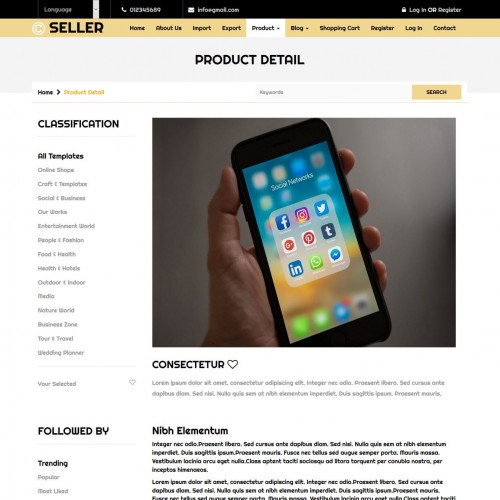 Language
012345689
info@gmail.com
Log In OR Register
© SELLER
Home About Us Import Export Product Blog Shopping Cart Register Log In Contact
PRODUCT DETAIL
Home Product Detail
Keywords
SEARCH
CLASSIFICATION
All Templates
Online Shops
Craft & Templates
Social & Business
Our Works
Entertainment World
People & Fashion
Food & Health
Health & Hotels
Outdoor & Indoor
Media
Nature World
Business Zone
Tour & Travel
Wedding Planner
Your Selected
FOLLOWED BY
Trending
Popular
Most Liked
Social Networks
CONSECTETUR
Lorem ipsum dolor sit amet, consectetur adipiscing elit. Integer nec odio. Praesent libero. Sed cursus ante
dapibus diam. Sed nisi. Nulla quis sem at nibh elementum imperdiet. Duis sagittis ipsum. Praesent mauris.
Nibh Elementum
Integer nec odio.Praesent libero. Sed cursus ante dapibus diam. Sed nisi. Nulla quis sem at nibh elementum
imperdiet. Duis sagittis ipsum. Praesent mauris. Fusce nec tellus sed augue semper porta. Mauris massa.
Vestibulum lacinia arcu eget nulla.Class aptent taciti sociosqu ad litora torquent per conubia nostra, per
inceptos himenaeos.
Lorem ipsum dolor sit amet, consectetur adipiscing elit. Integer nec odio. Praesent libero. Sed cursus ante
dapibus diam. Sed nisi. Nulla quis sem at nibh elementum imperdiet. Duis sagittis ipsum. Praesent mauris.
Fusce nec tellus sed augue semper porta. Mauris massa. Vestibulum lacinia arcu eget nulla.Class aptent